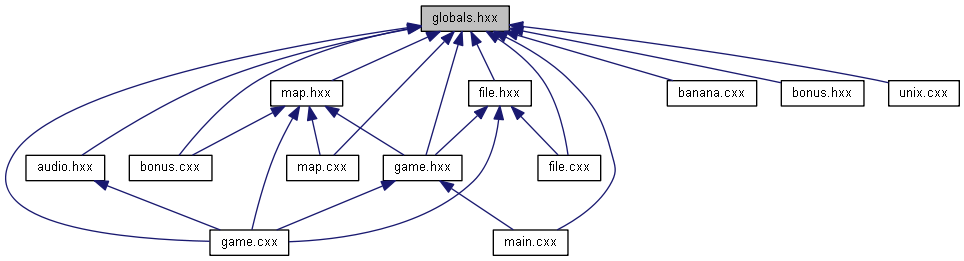 globals.hxx
map.hxx
file.hxx
banana.cxx
bonus.hxx
unix.cxx
audio.hxx
bonus.cxx
map.cxx
game.hxx
file.cxx
game.cxx
main.cxx